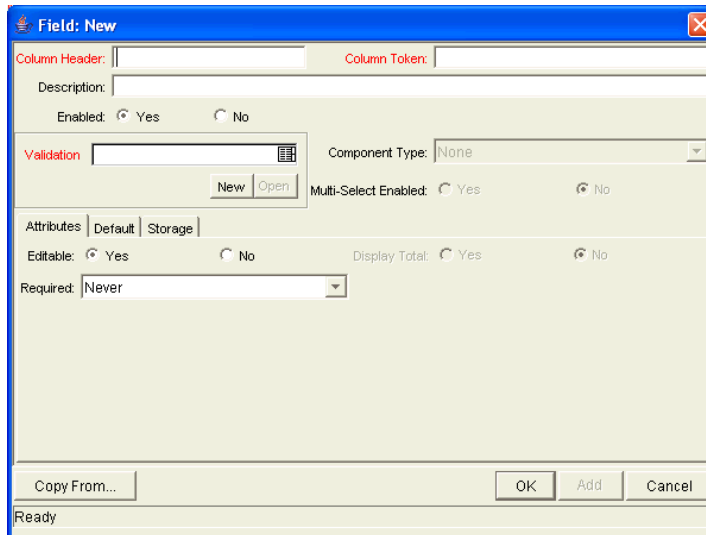 Field: New
Column Header: Column Token:
Description:
Enabled: Yes No
Validation Component Type: None
New Open Multi-Select Enabled: Yes No
Attributes Default Storage
Editable: Yes No Display Total: Yes No
Required: Never
Copy From... OK Add Cancel
Ready